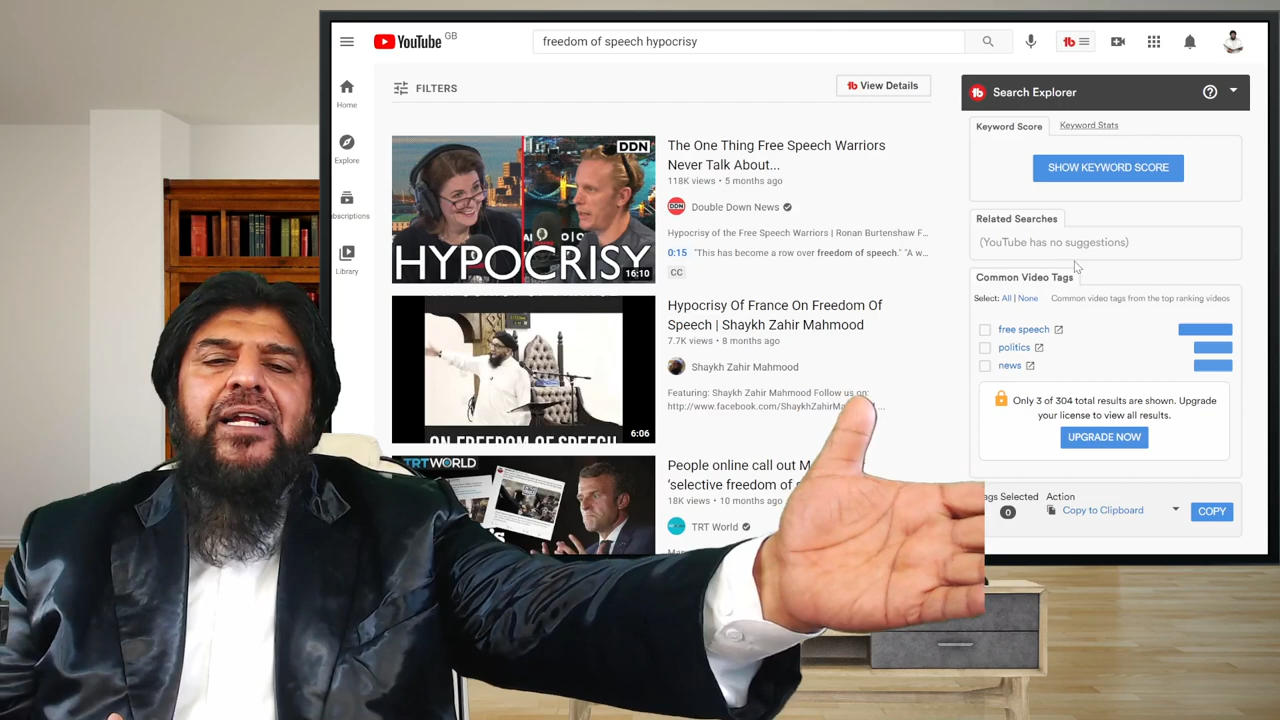 YouTube GB
freedom of speech hypocrisy
Home
Explore
bscriptions
Library
FILTERS
View Details
DDN
HYPOCRISY
16:10
The One Thing Free Speech Warriors
Never Talk About...
118K views • 5 months ago
DDN Double Down News
Hypocrisy of the Free Speech Warriors | Ronan Burtenshaw F...
0:15 "This has become a row over freedom of speech." "A w...
CC
ON FREEDOM OF SPEECH
6:06
Hypocrisy Of France On Freedom Of
Speech | Shaykh Zahir Mahmood
7.7K views • 8 months ago
Shaykh Zahir Mahmood
Featuring: Shaykh Zahir Mahmood Follow us on:
http://www.facebook.com/ShaykhZahirMa
TRT WORLD
People online call out M
'selective freedom of
18K views • 10 months ago
TRT World
Search Explorer
Keyword Score
Keyword Stats
SHOW KEYWORD SCORE
Related Searches
(YouTube has no suggestions)
Common Video Tags
Select: All | None Common video tags from the top ranking videos
free speech
politics
news
Only 3 of 304 total results are shown. Upgrade
your license to view all results.
UPGRADE NOW
ags Selected
0
Action
Copy to Clipboard
COPY